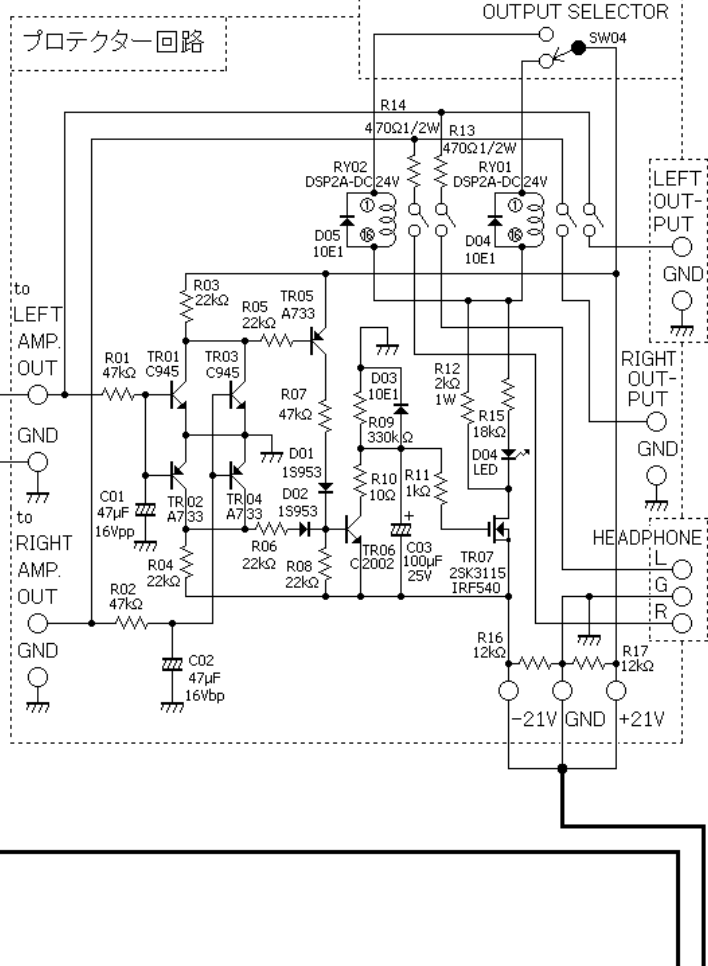 OUTPUT SELECTOR
SW04
プロテクター回路
R14
470Ω1/2W
R13
470Ω1/2W
RY02
DSP2A-DC24V
RY01
DSP2A-DC24V
①
⑯
D05
10E1
①
⑯
D04
10E1
LEFT
OUT-
PUT
GND
to
LEFT
AMP.
OUT
R03
22kΩ
R05
22kΩ
TR05
A733
R01
47kΩ
TR01
C945
TR03
C945
R07
47kΩ
D03
10E1
R09
330kΩ
R12
2kΩ
1W
R15
18kΩ
D04
LED
RIGHT
OUT-
PUT
GND
GND
D01
1S953
D02
1S953
R10
10Ω
R11
1kΩ
C01
47µF
16Vpp
TR02
A733
TR04
A733
R06
22kΩ
R04
22kΩ
R08
22kΩ
TR06
C2002
+
C03
100µF
25V
TR07
2SK3115
IRF540
HEADPHONE
L
G
R
to
RIGHT
AMP.
OUT
R02
47kΩ
GND
C02
47µF
16Vbp
R16
12kΩ
R17
12kΩ
-21V
GND
+21V